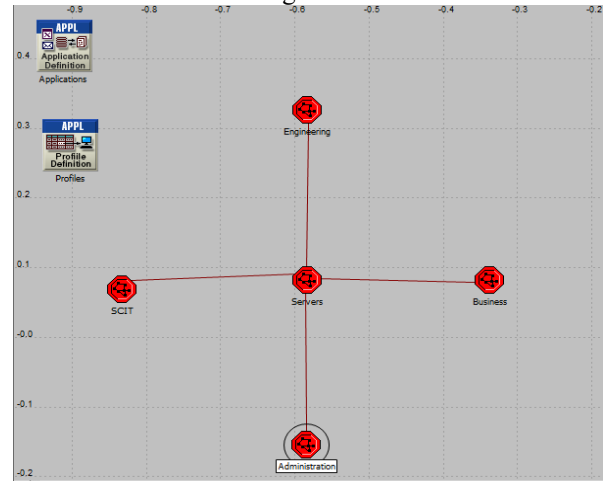 -0.9 -0.8 -0.7 -0.6 -0.5 -0.4 -0.3 -0.2
APPL
Application
Definition
Applications
0.4
APPL
Profile
Definition
Profiles
0.3
Engineering
0.2
0.1
SCIT
Servers
Business
-0.0
-0.1
Administration
-0.2